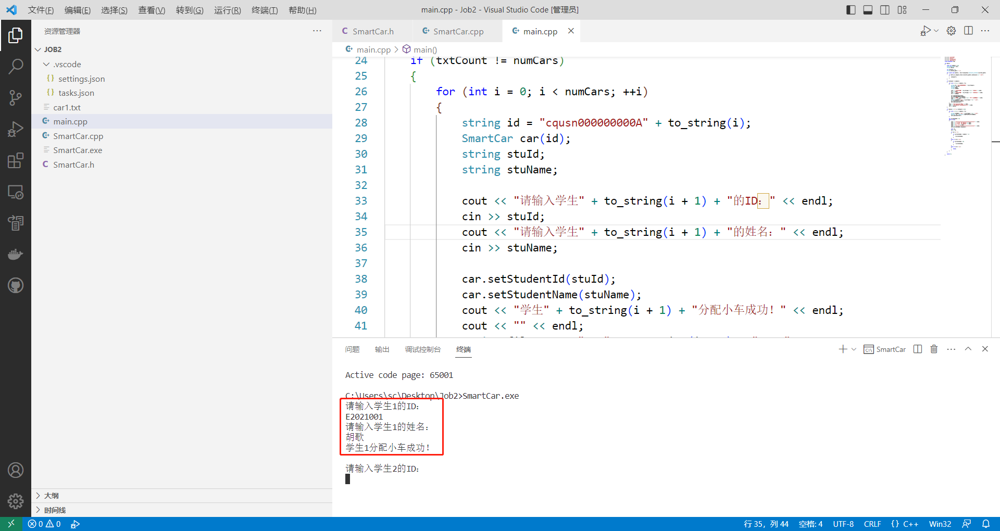 文件(F) 编辑(E) 选择(S) 查看(V) 转到(G) 运行(R) 终端(T) 帮助(H) main.cpp - Job2 - Visual Studio Code [管理员]
资源管理器
JOB2
.vscode
{} settings.json
{} tasks.json
car1.txt
main.cpp
SmartCar.cpp
SmartCar.exe
C SmartCar.h
大纲
时间线
C SmartCar.h SmartCar.cpp main.cpp
main.cpp > main()
24 if (txtCount != numCars)
25 {
26 for (int i = 0; i < numCars; ++i)
27 {
28 string id = "cqusn000000000A" + to_string(i);
29 SmartCar car(id);
30 string stuId;
31 string stuName;
32
33 cout << "请输入学生" + to_string(i + 1) + "的ID：" << endl;
34 cin >> stuId;
35 cout << "请输入学生" + to_string(i + 1) + "的姓名：" << endl;
36 cin >> stuName;
37
38 car.setStudentId(stuId);
39 car.setStudentName(stuName);
40 cout << "学生" + to_string(i + 1) + "分配小车成功！" << endl;
41 cout << "" << endl;
问题 输出 调试控制台 终端 SmartCar
Active code page: 65001
C:\Users\sc\Desktop\Job2>SmartCar.exe
请输入学生1的ID：
E2021001
请输入学生1的姓名：
胡歌
学生1分配小车成功！
请输入学生2的ID：
0 0 行 35，列 44 空格: 4 UTF-8 CRLF {} C++ Win32